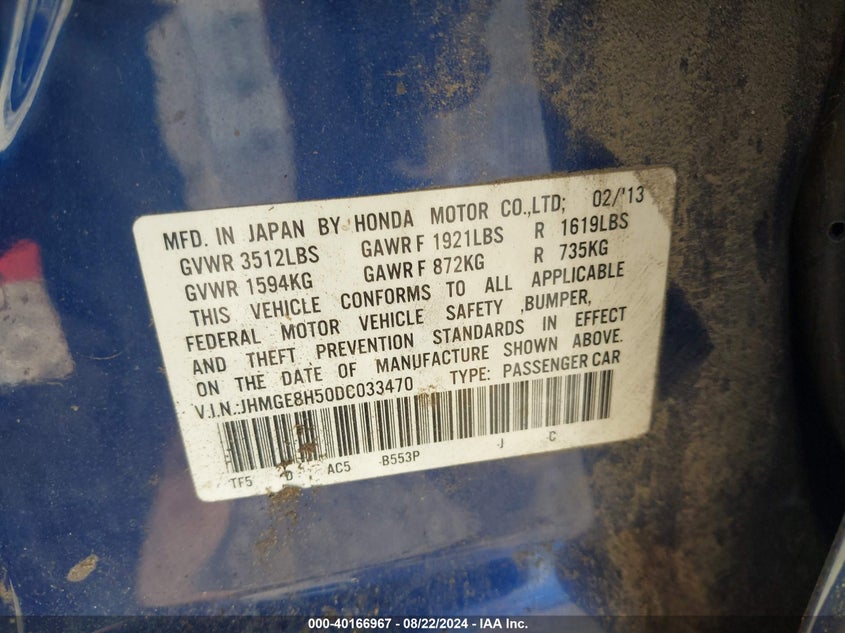 MFD. IN JAPAN BY HONDA MOTOR CO.,LTD; 02/'13
GVWR 3512LBS GAWR F 1921LBS R 1619LBS
GVWR 1594KG GAWR F 872KG R 735KG
THIS VEHICLE CONFORMS TO ALL APPLICABLE
FEDERAL MOTOR VEHICLE SAFETY ,BUMPER,
AND THEFT PREVENTION STANDARDS IN EFFECT
ON THE DATE OF MANUFACTURE SHOWN ABOVE.
V.I.N.:JHMGE8H50DC033470 TYPE: PASSENGER CAR
TF5 D AC5 -B553P -J -C
000-40166967 - 08/22/2024 - IAA Inc.